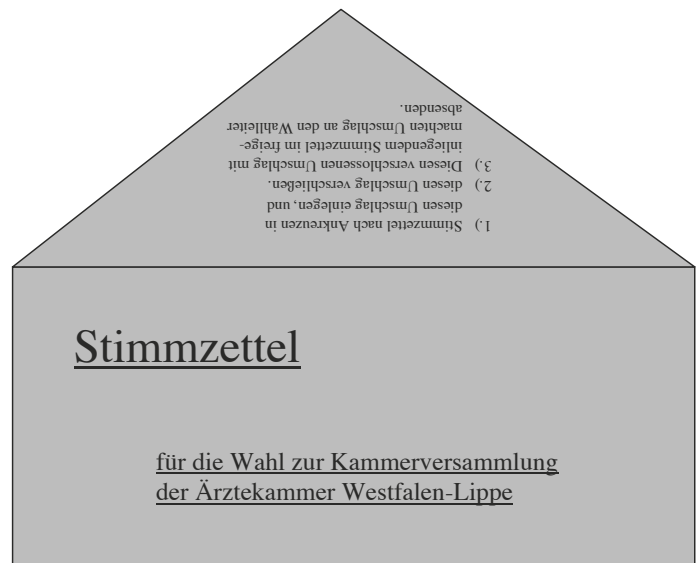 1.) Stimmzettel nach Ankreuzen in
diesen Umschlag einlegen, und
2.) diesen Umschlag verschließen.
3.) Diesen verschlossenen Umschlag mit
inliegendem Stimmzettel im freige-
machten Umschlag an den Wahlleiter
absenden.
Stimmzettel
für die Wahl zur Kammerversammlung
der Ärztekammer Westfalen-Lippe